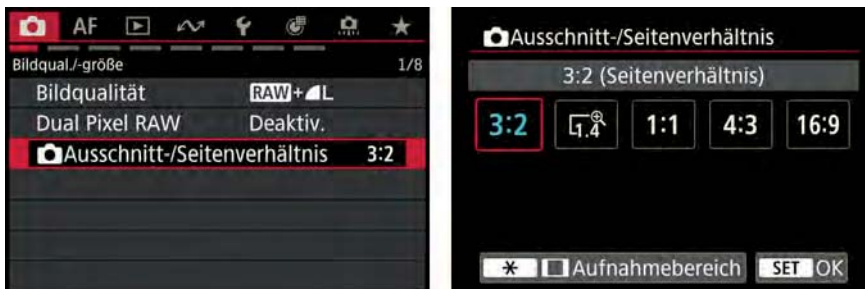 AF
Bildqual./-größe 1/8
Bildqualität RAW+L
Dual Pixel RAW Deaktiv.
Ausschnitt-/Seitenverhältnis 3:2
Ausschnitt-/Seitenverhältnis
3:2 (Seitenverhältnis)
3:2 1.4 1:1 4:3 16:9
* Aufnahmebereich SET OK